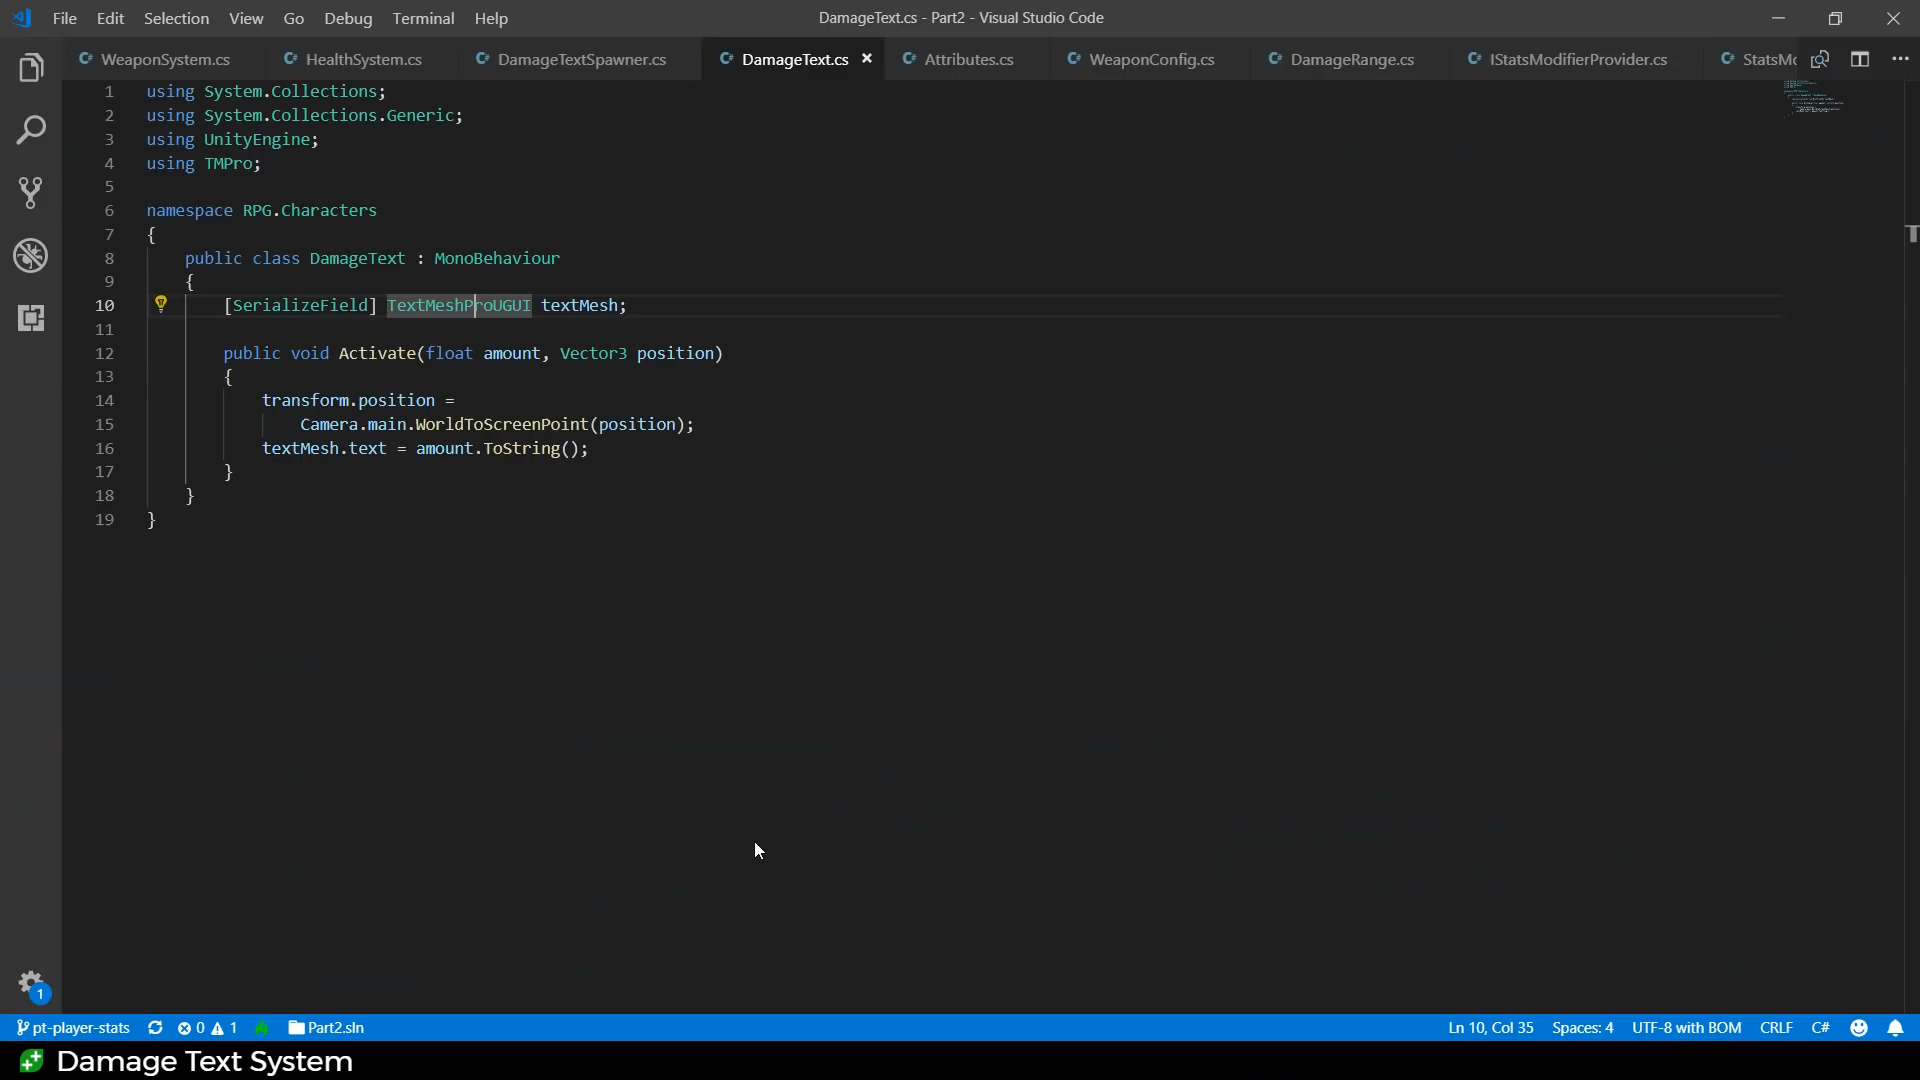 File Edit Selection View Go Debug Terminal Help
DamageText.cs - Part2 - Visual Studio Code
WeaponSystem.cs HealthSystem.cs DamageTextSpawner.cs DamageText.cs Attributes.cs WeaponConfig.cs DamageRange.cs IStatsModifierProvider.cs StatsMo
1 using System.Collections;
2 using System.Collections.Generic;
3 using UnityEngine;
4 using TMPro;
5
6 namespace RPG.Characters
7 {
8 public class DamageText : MonoBehaviour
9 {
10 [SerializeField] TextMeshProUGUI textMesh;
11
12 public void Activate(float amount, Vector3 position)
13 {
14 transform.position =
15 Camera.main.WorldToScreenPoint(position);
16 textMesh.text = amount.ToString();
17 }
18 }
19 }
1
pt-player-stats 0 1 Part2.sln Ln 10, Col 35 Spaces: 4 UTF-8 with BOM CRLF C#
Damage Text System